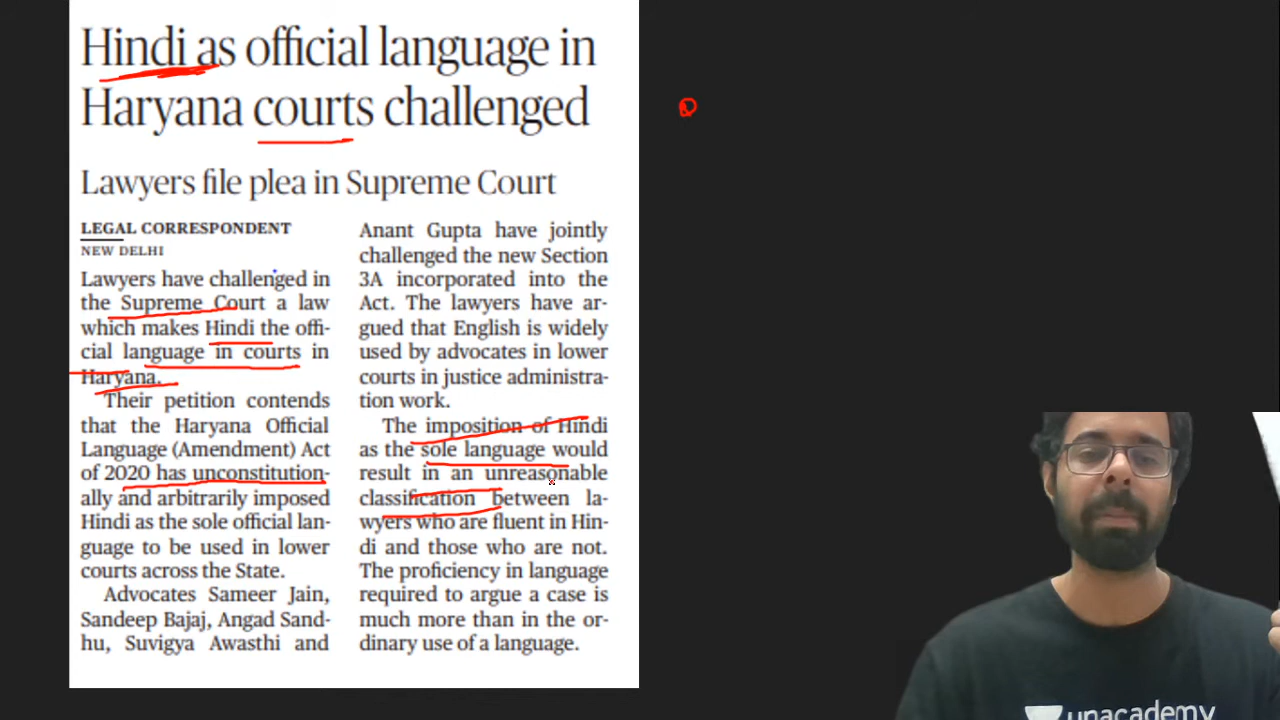 Hindi as official language in
Haryana courts challenged
Lawyers file plea in Supreme Court
LEGAL CORRESPONDENT
NEW DELHI
Lawyers have challenged in
the Supreme Court a law
which makes Hindi the offi-
cial language in courts in
Haryana.
Their petition contends
that the Haryana Official
Language (Amendment) Act
of 2020 has unconstitution-
ally and arbitrarily imposed
Hindi as the sole official lan-
guage to be used in lower
courts across the State.
Advocates Sameer Jain,
Sandeep Bajaj, Angad Sand-
hu, Suvigya Awasthi and
Anant Gupta have jointly
challenged the new Section
3A incorporated into the
Act. The lawyers have ar-
gued that English is widely
used by advocates in lower
courts in justice administra-
tion work.
The imposition of Hindi
as the sole language would
result in an unreasonable
classification between la-
wyers who are fluent in Hin-
di and those who are not.
The proficiency in language
required to argue a case is
much more than in the or-
dinary use of a language.
unacademy